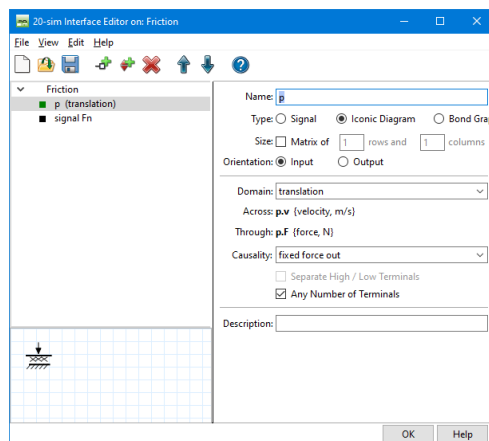 20-sim Interface Editor on: Friction
File View Edit Help
Friction
p (translation)
signal Fn
Name: p
Type: Signal Iconic Diagram Bond Gra
Size: Matrix of 1 rows and 1 columns
Orientation: Input Output
Domain: translation
Across: p.v {velocity, m/s}
Through: p.F {force, N}
Causality: fixed force out
Separate High / Low Terminals
Any Number of Terminals
Description:
OK Help